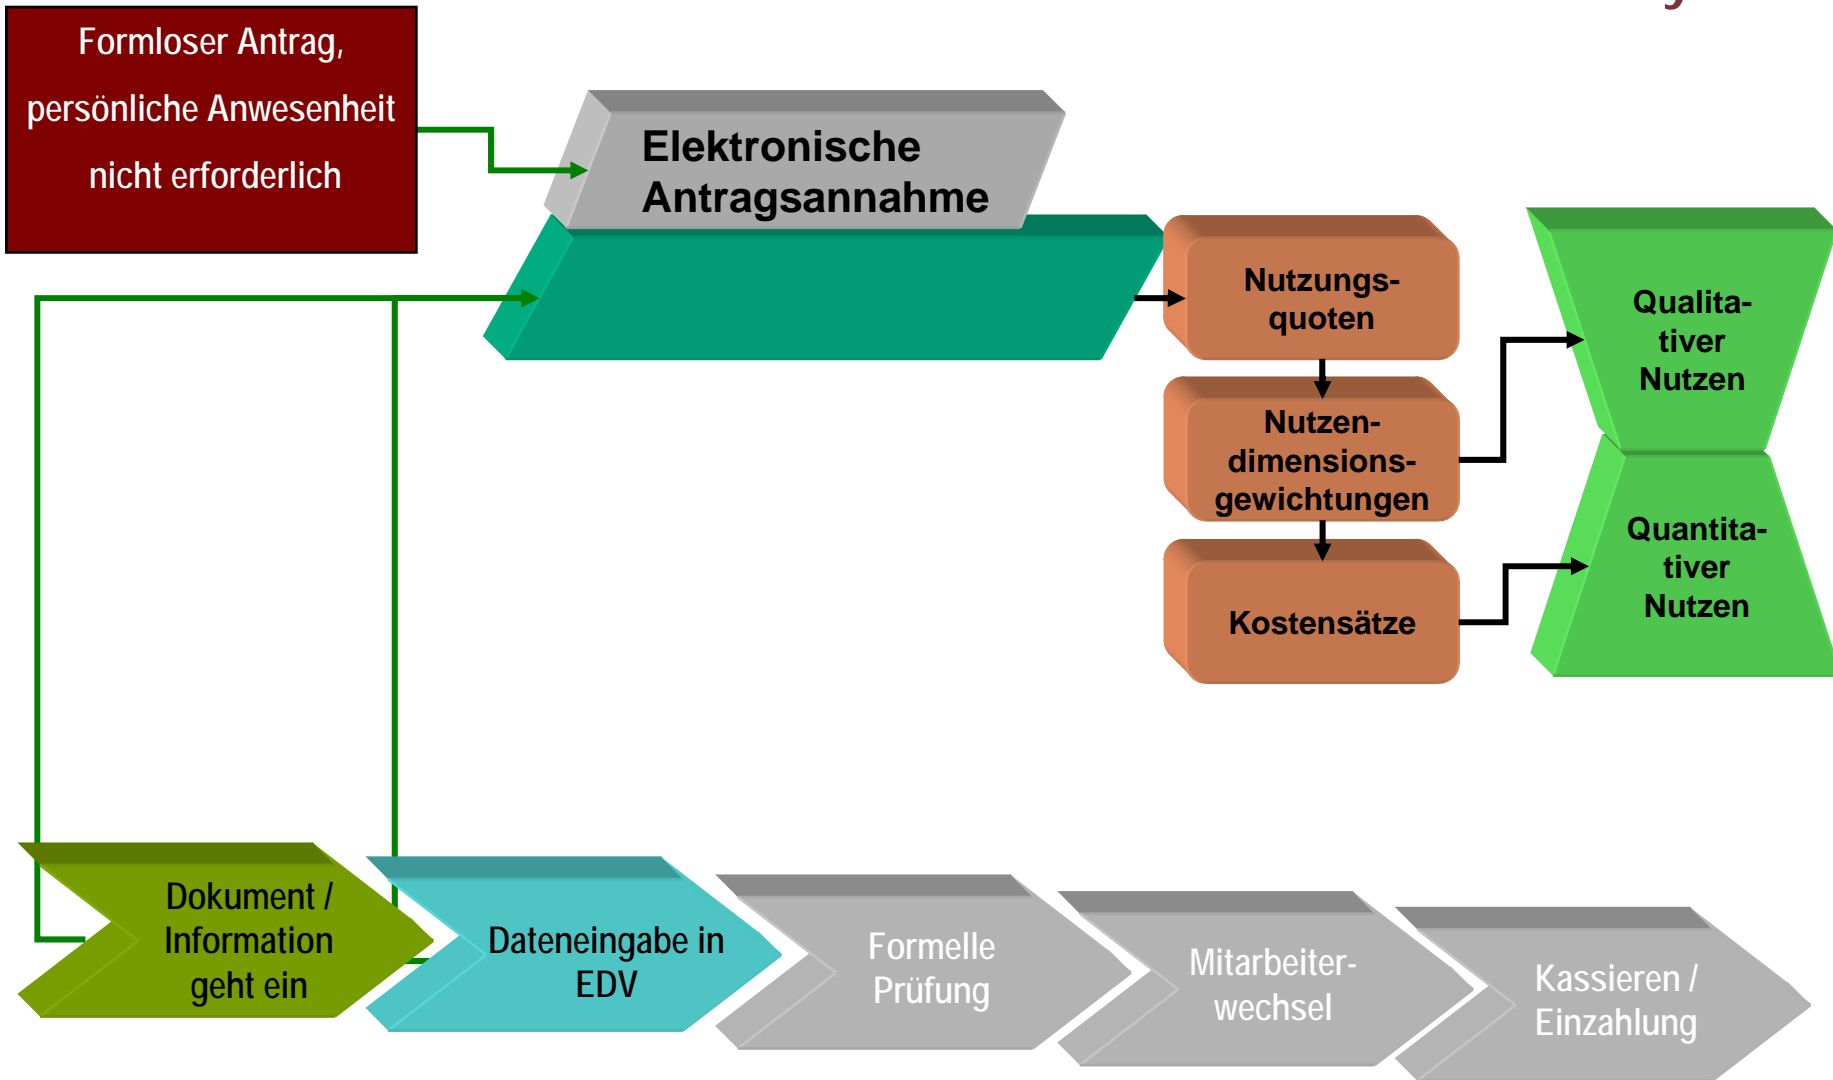 Formloser Antrag,
persönliche Anwesenheit
nicht erforderlich
Elektronische
Antragsannahme
Nutzungs-
quoten
Nutzen-
dimensions-
gewichtungen
Kostensätze
Qualita-
tiver
Nutzen
Quantita-
tiver
Nutzen
Dokument /
Information
geht ein
Dateneingabe in
EDV
Formelle
Prüfung
Mitarbeiter-
wechsel
Kassieren /
Einzahlung